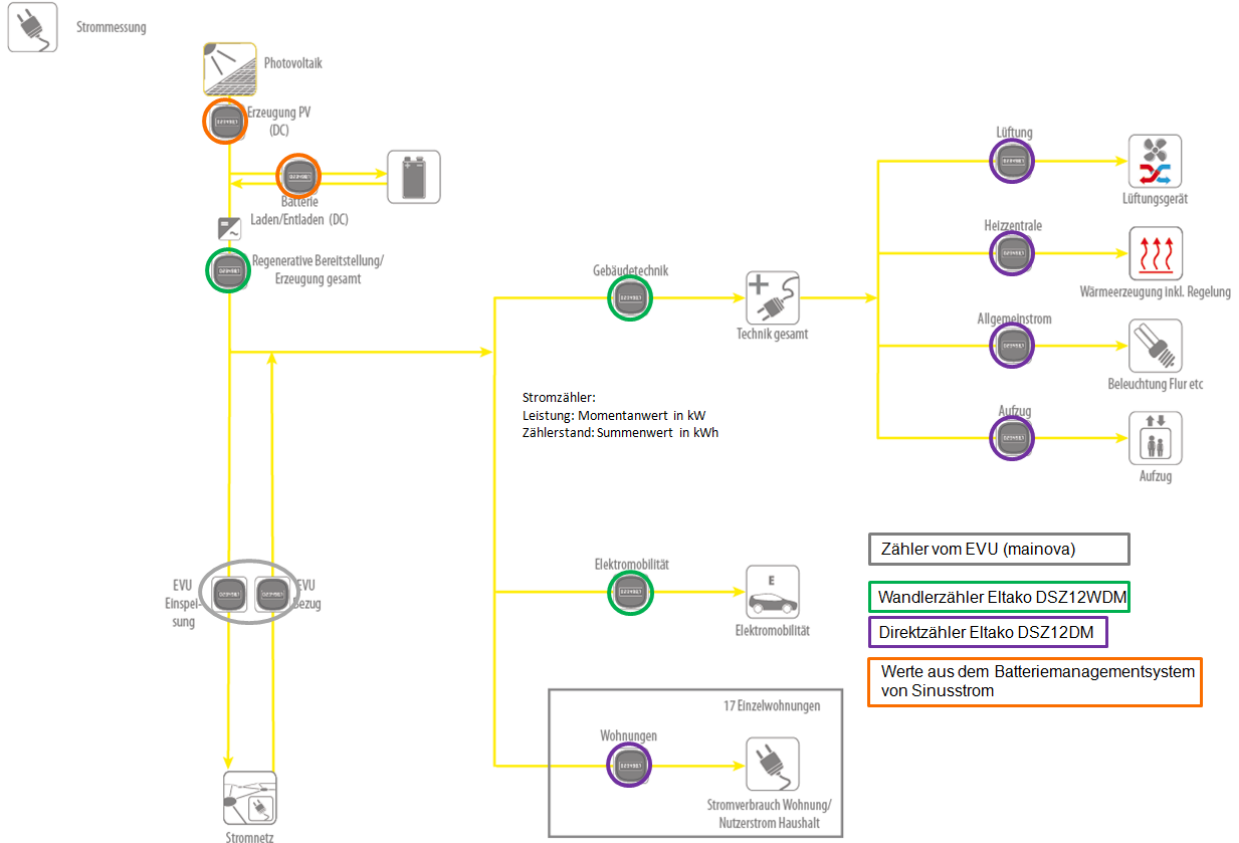 Strommessung
Photovoltaik
Erzeugung PV
(DC)
Batterie
Laden/Entladen (DC)
Regenerative Bereitstellung/
Erzeugung gesamt
Gebäudetechnik
Technik gesamt
Lüftung
Lüftungsgerät
Heizzentrale
Wärmeerzeugung inkl. Regelung
Allgemeinstrom
Beleuchtung Flur etc
Aufzug
Aufzug
Stromzähler:
Leistung: Momentanwert in kW
Zählerstand: Summenwert in kWh
Elektromobilität
E
Elektromobilität
EVU
Einspei-
sung
EVU
Bezug
17 Einzelwohnungen
Wohnungen
Stromverbrauch Wohnung/
Nutzerstrom Haushalt
Stromnetz
Zähler vom EVU (mainova)
Wandlerzähler Eltako DSZ12WDM
Direktzähler Eltako DSZ12DM
Werte aus dem Batteriemanagementsystem
von Sinusstrom